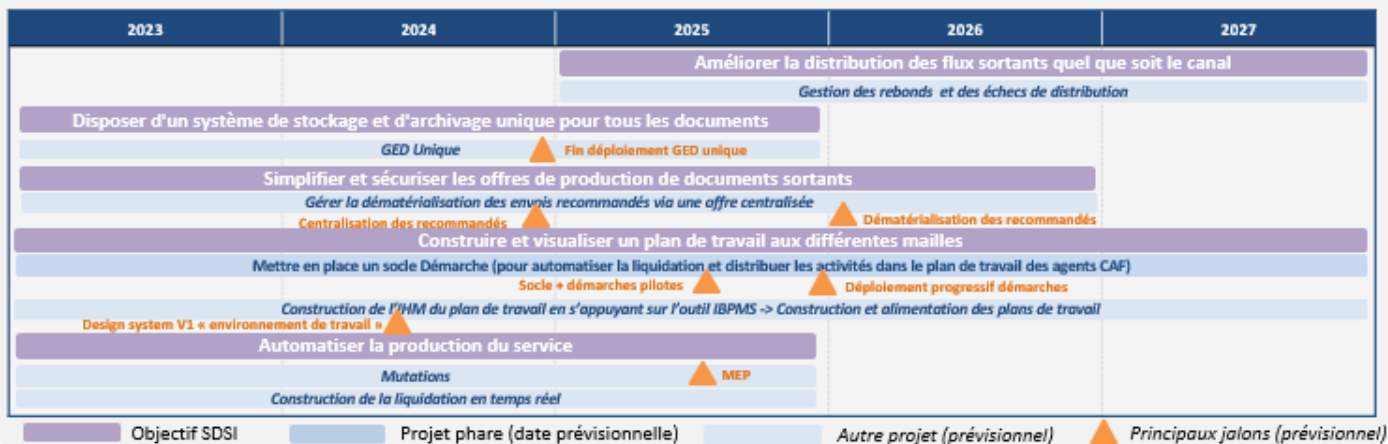 2023 2024 2025 2026 2027
Améliorer la distribution des flux sortants quel que soit le canal
Gestion des rebonds et des échecs de distribution
Disposer d'un système de stockage et d'archivage unique pour tous les documents
GED Unique Fin déploiement GED unique
Simplifier et sécuriser les offres de production de documents sortants
Gérer la dématérialisation des envois recommandés via une offre centralisée
Centralisation des recommandés Dématérialisation des recommandés
Construire et visualiser un plan de travail aux différentes mailles
Mettre en place un socle Démarche (pour automatiser la liquidation et distribuer les activités dans le plan de travail des agents CAF)
Socle + démarches pilotes Déploiement progressif démarches
Construction de l'IHM du plan de travail en s'appuyant sur l'outil IBPMS -> Construction et alimentation des plans de travail
Design system V1 « environnement de travail »
Automatiser la production du service
Mutations MEP
Construction de la liquidation en temps réel
Objectif SDSI Projet phare (date prévisionnelle) Autre projet (prévisionnel) Principaux jalons (prévisionnel)